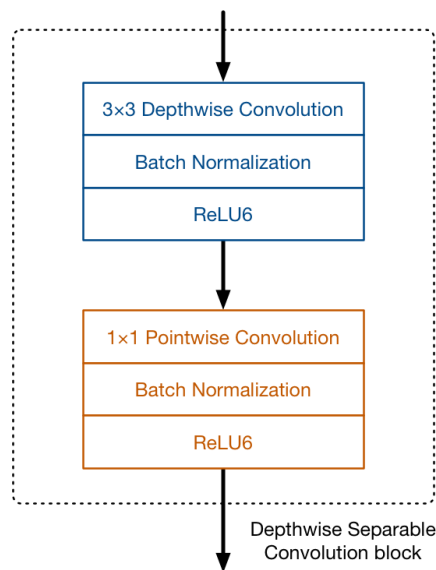 3×3 Depthwise Convolution
Batch Normalization
ReLU6
1×1 Pointwise Convolution
Batch Normalization
ReLU6
Depthwise Separable
Convolution block